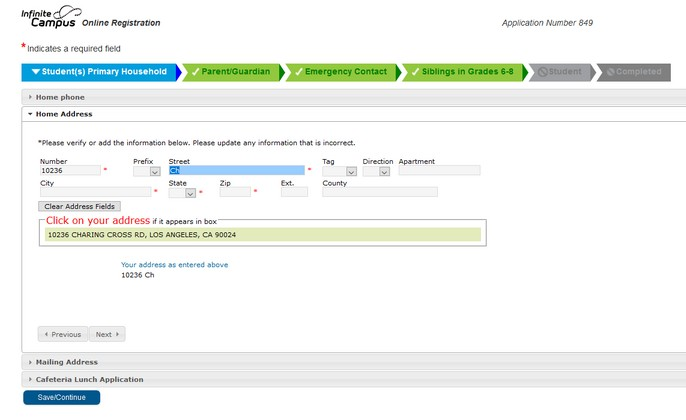 Infinite
Campus Online Registration
Application Number 849
*Indicates a required field
Student(s) Primary Household
Parent/Guardian
Emergency Contact
Siblings in Grades 6-8
Student
Completed
Home phone
Home Address
*Please verify or add the information below. Please update any information that is incorrect.
Number Prefix Street Tag Direction Apartment
10236 * Ch *
City State Zip Ext. County
* * *
Clear Address Fields
Click on your address if it appears in box
10236 CHARING CROSS RD, LOS ANGELES, CA 90024
Your address as entered above
10236 Ch
Previous Next
Mailing Address
Cafeteria Lunch Application
Save/Continue